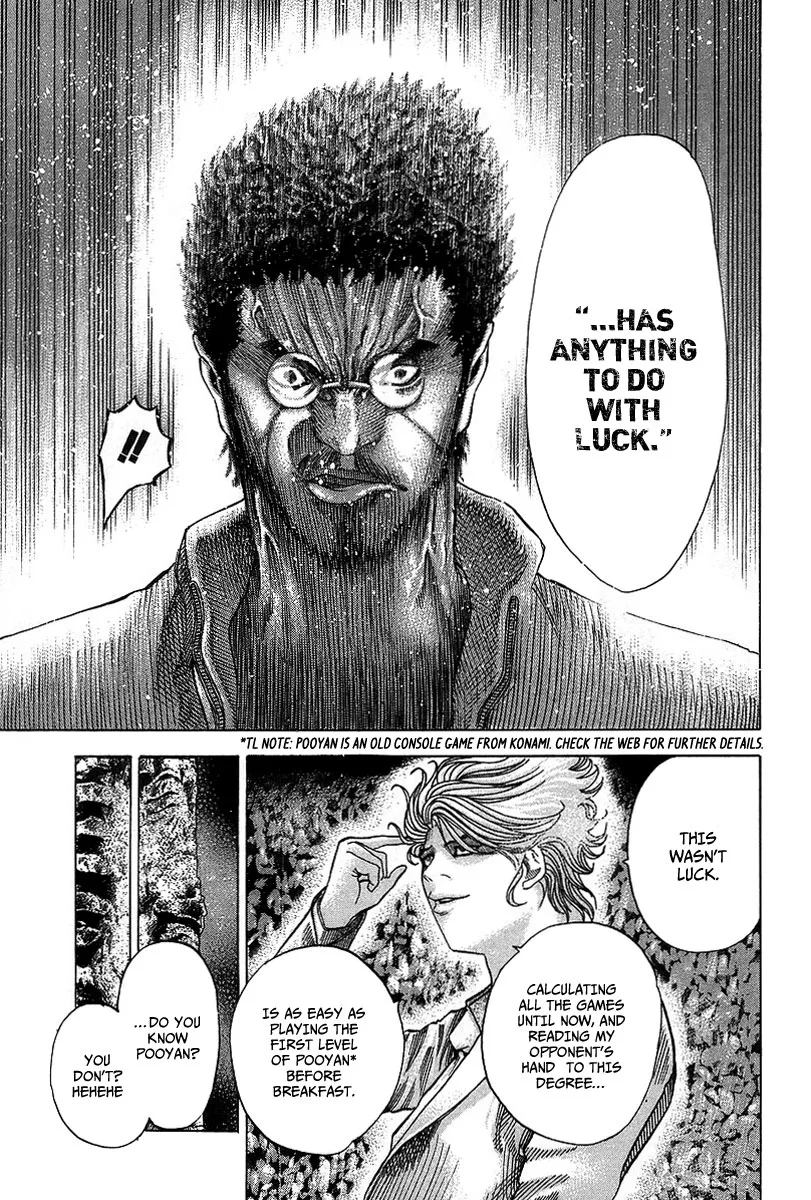 “...HAS
ANYTHING
TO DO
WITH
LUCK.”
!!
*TL NOTE: POOYAN IS AN OLD CONSOLE GAME FROM KONAMI. CHECK THE WEB FOR FURTHER DETAILS.
THIS
WASN'T
LUCK.
CALCULATING
ALL THE GAMES
UNTIL NOW, AND
READING MY
OPPONENT'S
HAND TO THIS
DEGREE...
IS AS EASY AS
PLAYING THE
FIRST LEVEL
OF POOYAN*
BEFORE
BREAKFAST.
...DO YOU
KNOW
POOYAN?
YOU
DON'T?
HEHEHE